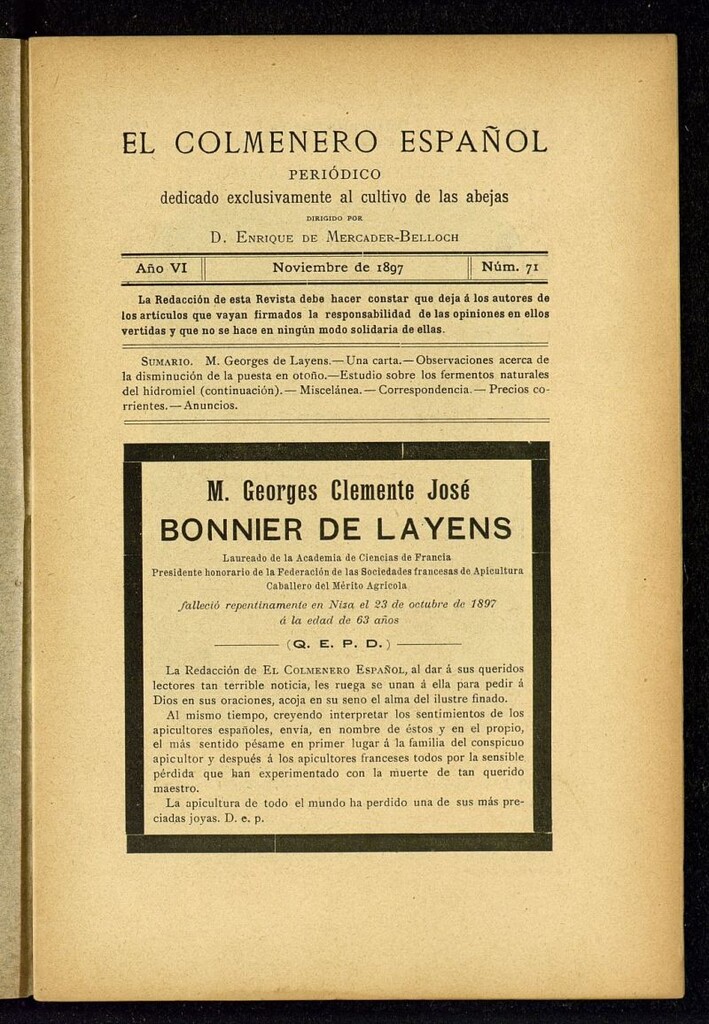 EL COLMENERO ESPAÑOL
PERIÓDICO
dedicado exclusivamente al cultivo de las abejas
DIRIGIDO POR
D. ENRIQUE DE MERCADER-BELLOCH
Año VI Noviembre de 1897 Núm. 71
La Redacción de esta Revista debe hacer constar que deja á los autores de
los artículos que vayan firmados la responsabilidad de las opiniones en ellos
vertidas y que no se hace en ningún modo solidaria de ellas.
SUMARIO. M. Georges de Layens.—Una carta.—Observaciones acerca de
la disminución de la puesta en otoño.—Estudio sobre los fermentos naturales
del hidromiel (continuación).—Miscelánea.—Correspondencia.—Precios co-
rrientes.—Anuncios.
M. Georges Clemente José
BONNIER DE LAYENS
Laureado de la Academia de Ciencias de Francia
Presidente honorario de la Federación de las Sociedades francesas de Apicultura
Caballero del Mérito Agrícola
falleció repentinamente en Niza el 23 de octubre de 1897
á la edad de 63 años
(Q. E. P. D.)
La Redacción de EL COLMENERO ESPAÑOL, al dar á sus queridos
lectores tan terrible noticia, les ruega se unan á ella para pedir á
Dios en sus oraciones, acoja en su seno el alma del ilustre finado.
Al mismo tiempo, creyendo interpretar los sentimientos de los
apicultores españoles, envía, en nombre de éstos y en el propio,
el más sentido pésame en primer lugar á la familia del conspicuo
apicultor y después á los apicultores franceses todos por la sensible
pérdida que han experimentado con la muerte de tan querido
maestro.
La apicultura de todo el mundo ha perdido una de sus más pre-
ciadas joyas. D. e. p.